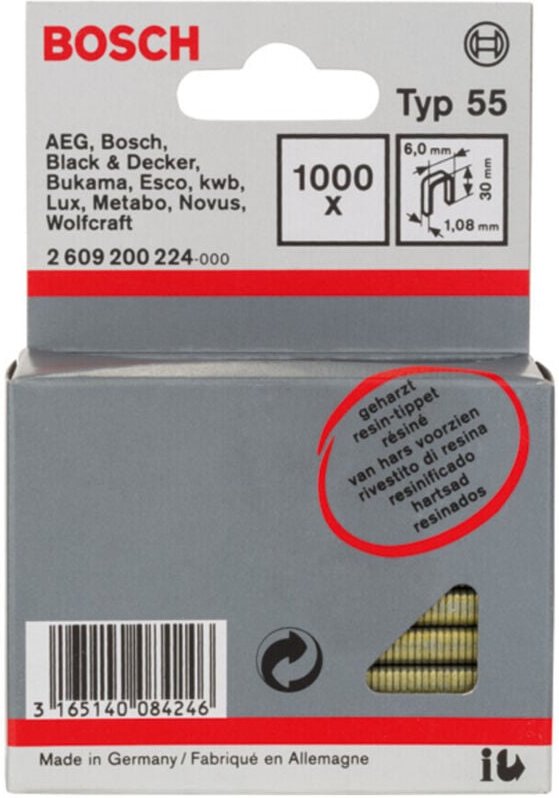 BOSCH
Typ 55
AEG, Bosch,
Black & Decker,
Bukama, Esco, kwb,
Lux, Metabo, Novus,
Wolfcraft
2 609 200 224-000
1000
x
6,0 mm
30 mm
1,08 mm
geharzt
resin-tippet
résiné
van hars voorzien
rivestito di resina
resinificado
hartsad
resinados
3 165140 084246
Made in Germany / Fabriqué en Allemagne